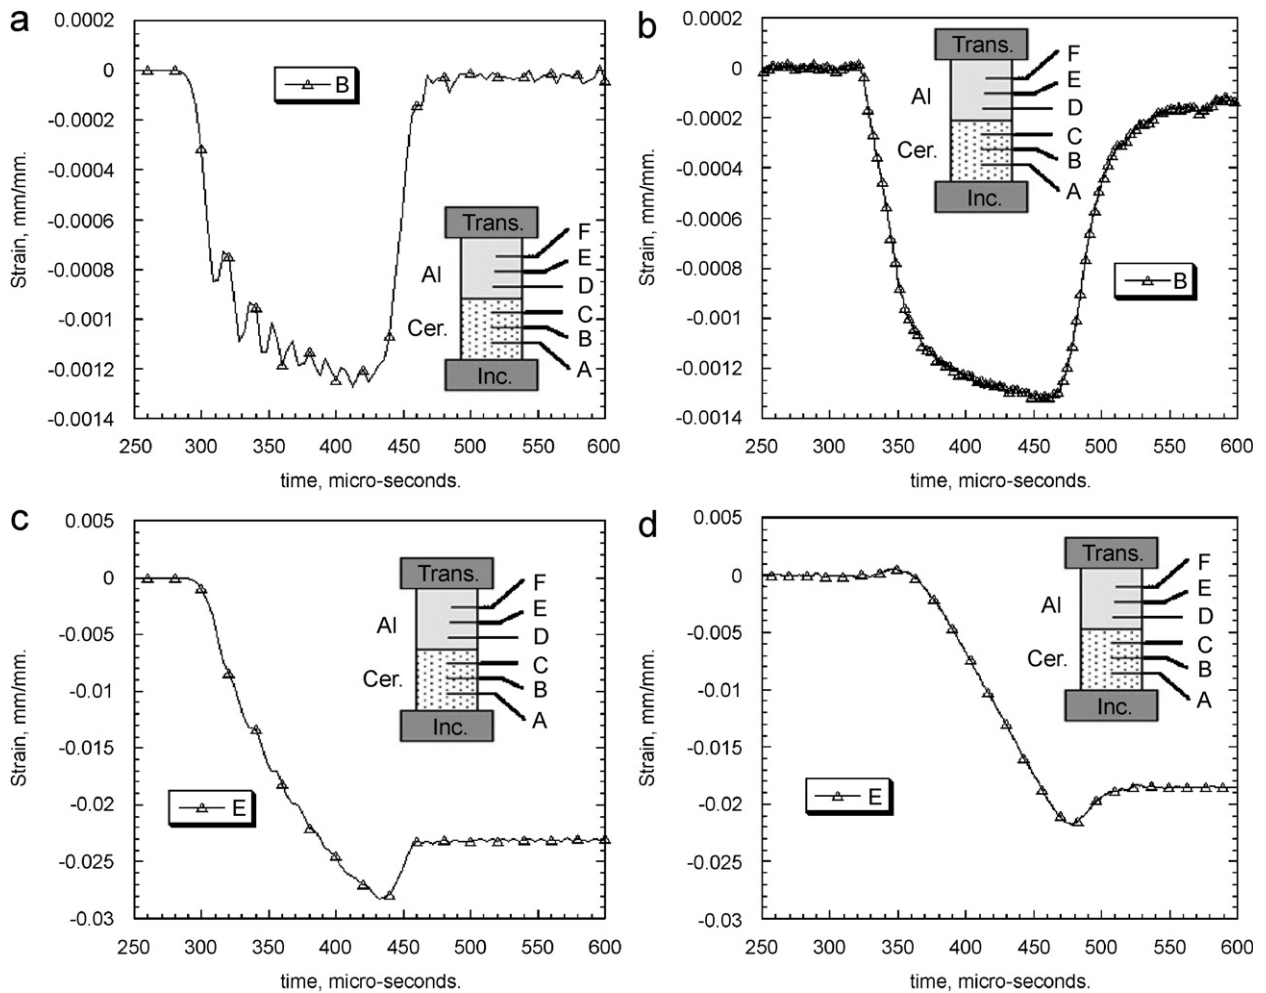 a
0.0002
0
-0.0002
-0.0004
-0.0006
-0.0008
-0.001
-0.0012
-0.0014
Strain, mm/mm.
250 300 350 400 450 500 550 600
time, micro-seconds.
B
Trans.
Al
Cer.
Inc.
F
E
D
C
B
A
b
0.0002
0
-0.0002
-0.0004
-0.0006
-0.0008
-0.001
-0.0012
-0.0014
Strain, mm/mm.
250 300 350 400 450 500 550 600
time, micro-seconds.
Trans.
Al
Cer.
Inc.
F
E
D
C
B
A
B
c
0.005
0
-0.005
-0.01
-0.015
-0.02
-0.025
-0.03
Strain, mm/mm.
250 300 350 400 450 500 550 600
time, micro-seconds.
Trans.
Al
Cer.
Inc.
F
E
D
C
B
A
E
d
0.005
0
-0.005
-0.01
-0.015
-0.02
-0.025
-0.03
Strain, mm/mm.
250 300 350 400 450 500 550 600
time, micro-seconds.
Trans.
Al
Cer.
Inc.
F
E
D
C
B
A
E